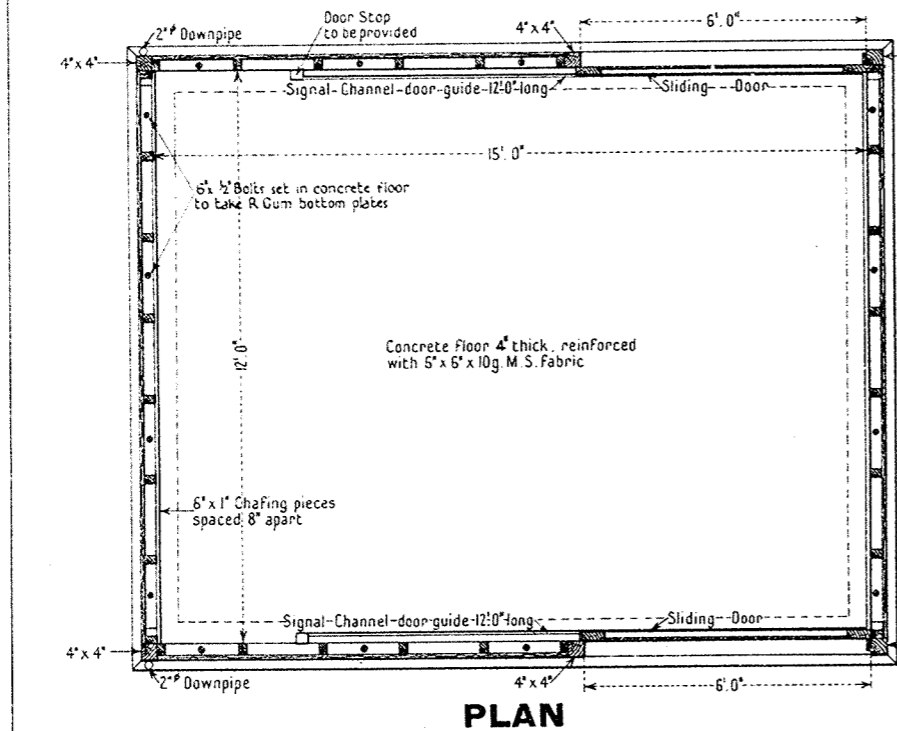 2"ø Downpipe
Door Stop
to be provided
4" x 4"
6'. 0"
4" x 4"
Signal-Channel-door-guide-12'.0"-long
Sliding---Door
15'. 0"
6"x ½" Bolts set in concrete floor
to take R Gum bottom plates
12'. 0"
Concrete floor 4" thick, reinforced
with 6" x 6" x 10g. M.S. Fabric
6" x 1" Chafing pieces
spaced 8" apart
Signal-Channel-door-guide-12'.0"-long
Sliding---Door
4" x 4"
2"ø Downpipe
4" x 4"
6'. 0"
PLAN